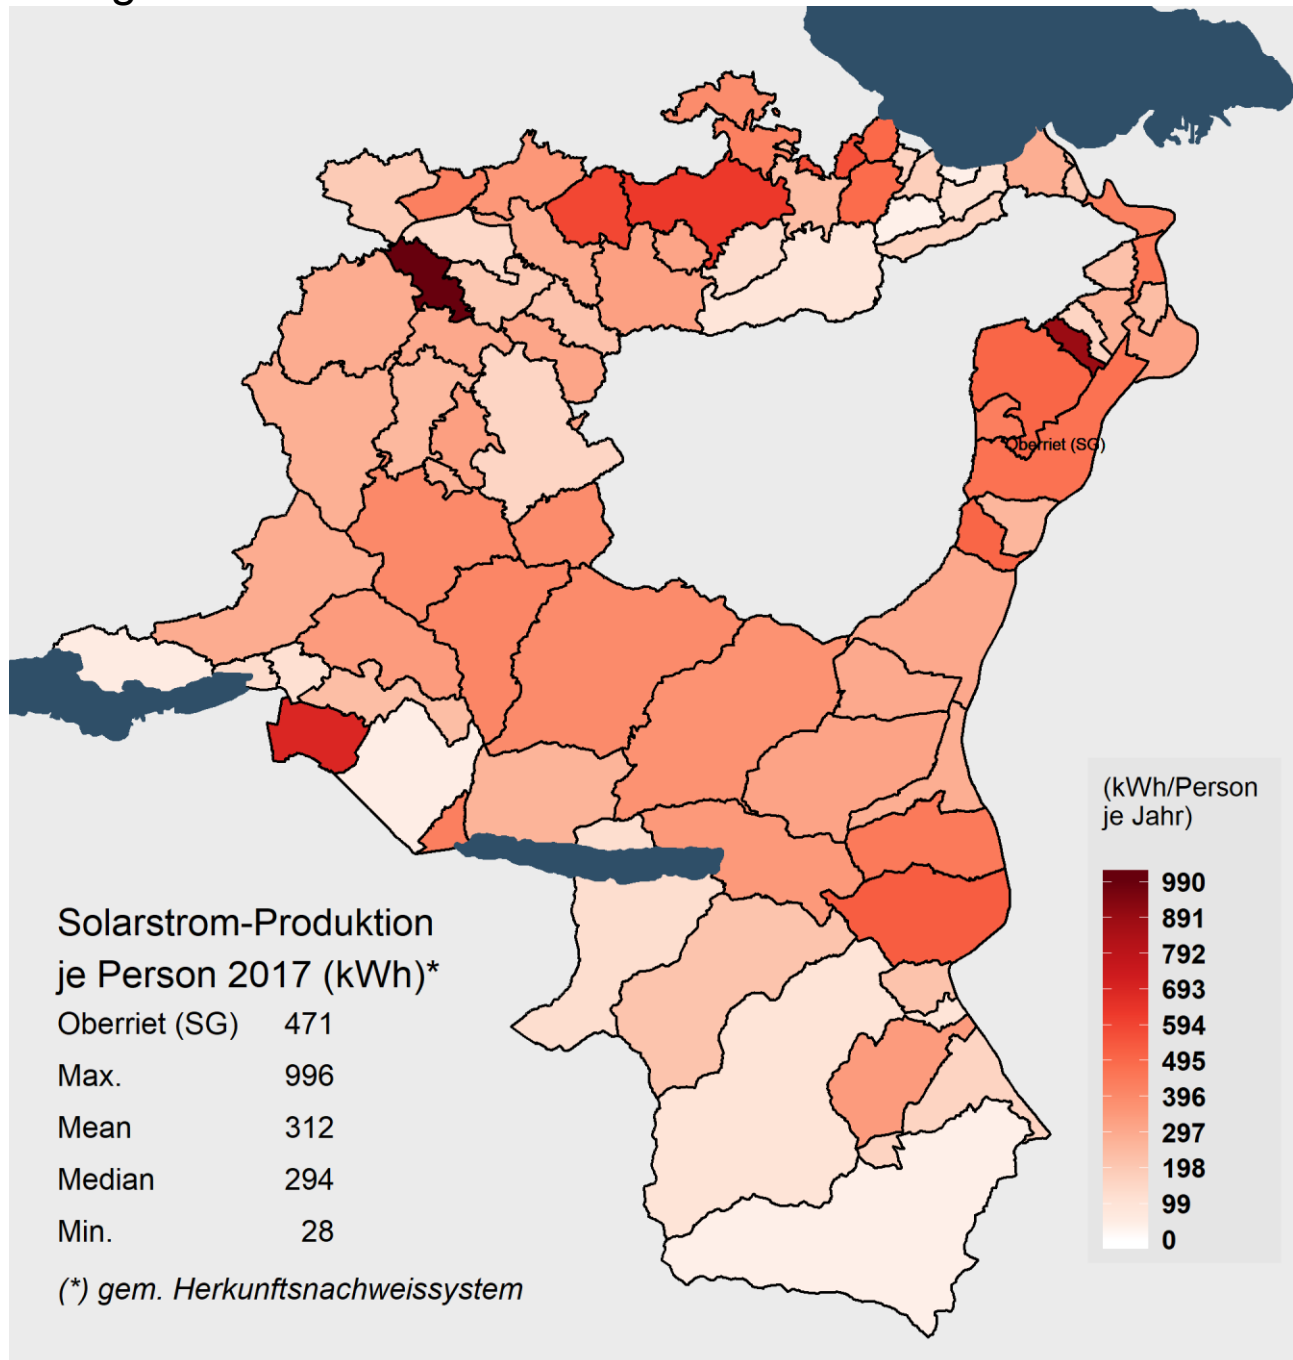 Oberriet (SG)
(kWh/Person
je Jahr)
990
891
792
693
594
495
396
297
198
99
0
Solarstrom-Produktion
je Person 2017 (kWh)*
Oberriet (SG) 471
Max. 996
Mean 312
Median 294
Min. 28
(*) gem. Herkunftsnachweissystem